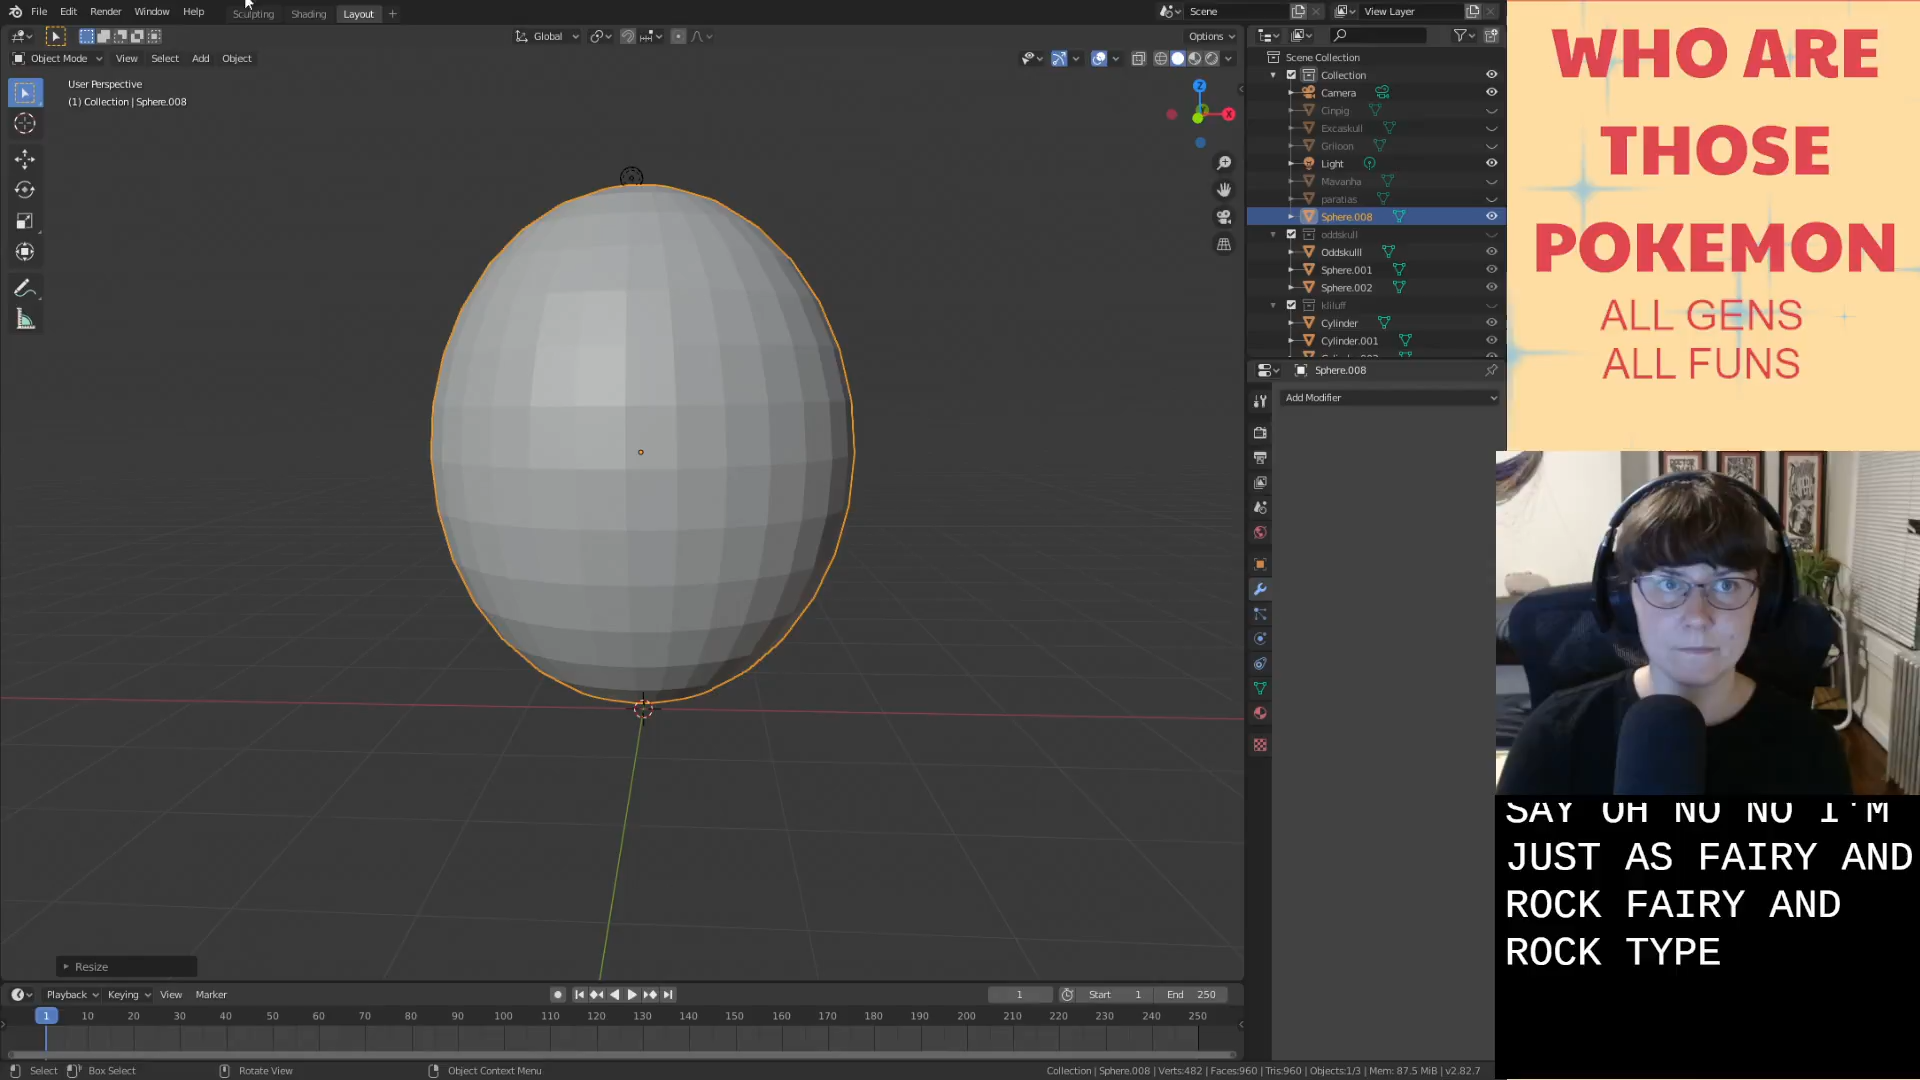 File Edit Render Window Help Sculpting Shading Layout +
Scene
View Layer
Global
Options
Object Mode View Select Add Object
User Perspective
(1) Collection | Sphere.008
Z
X
Scene Collection
Collection
Camera
Cinpig
Excaskull
Light
Mavanha
paratias
Sphere.008
oddskull
Sphere.001
Sphere.002
kliluff
Cylinder
Cylinder.001
Sphere.008
Add Modifier
WHO ARE
THOSE
POKEMON
ALL GENS
ALL FUNS
SAY OH NO NO I'M
JUST AS FAIRY AND
ROCK FAIRY AND
ROCK TYPE
Resize
Playback Keying View Marker
1
Start 1
End 250
1 10 20 30 40 50 60 70 80 90 100 110 120 130 140 150 160 170 180 190 200 210 220 230 240 250
Select Box Select Rotate View Object Context Menu
Collection | Sphere.008 | Verts:482 | Faces:960 | Tris:960 | Objects:1/3 | Mem: 87.5 MiB | v2.82.7